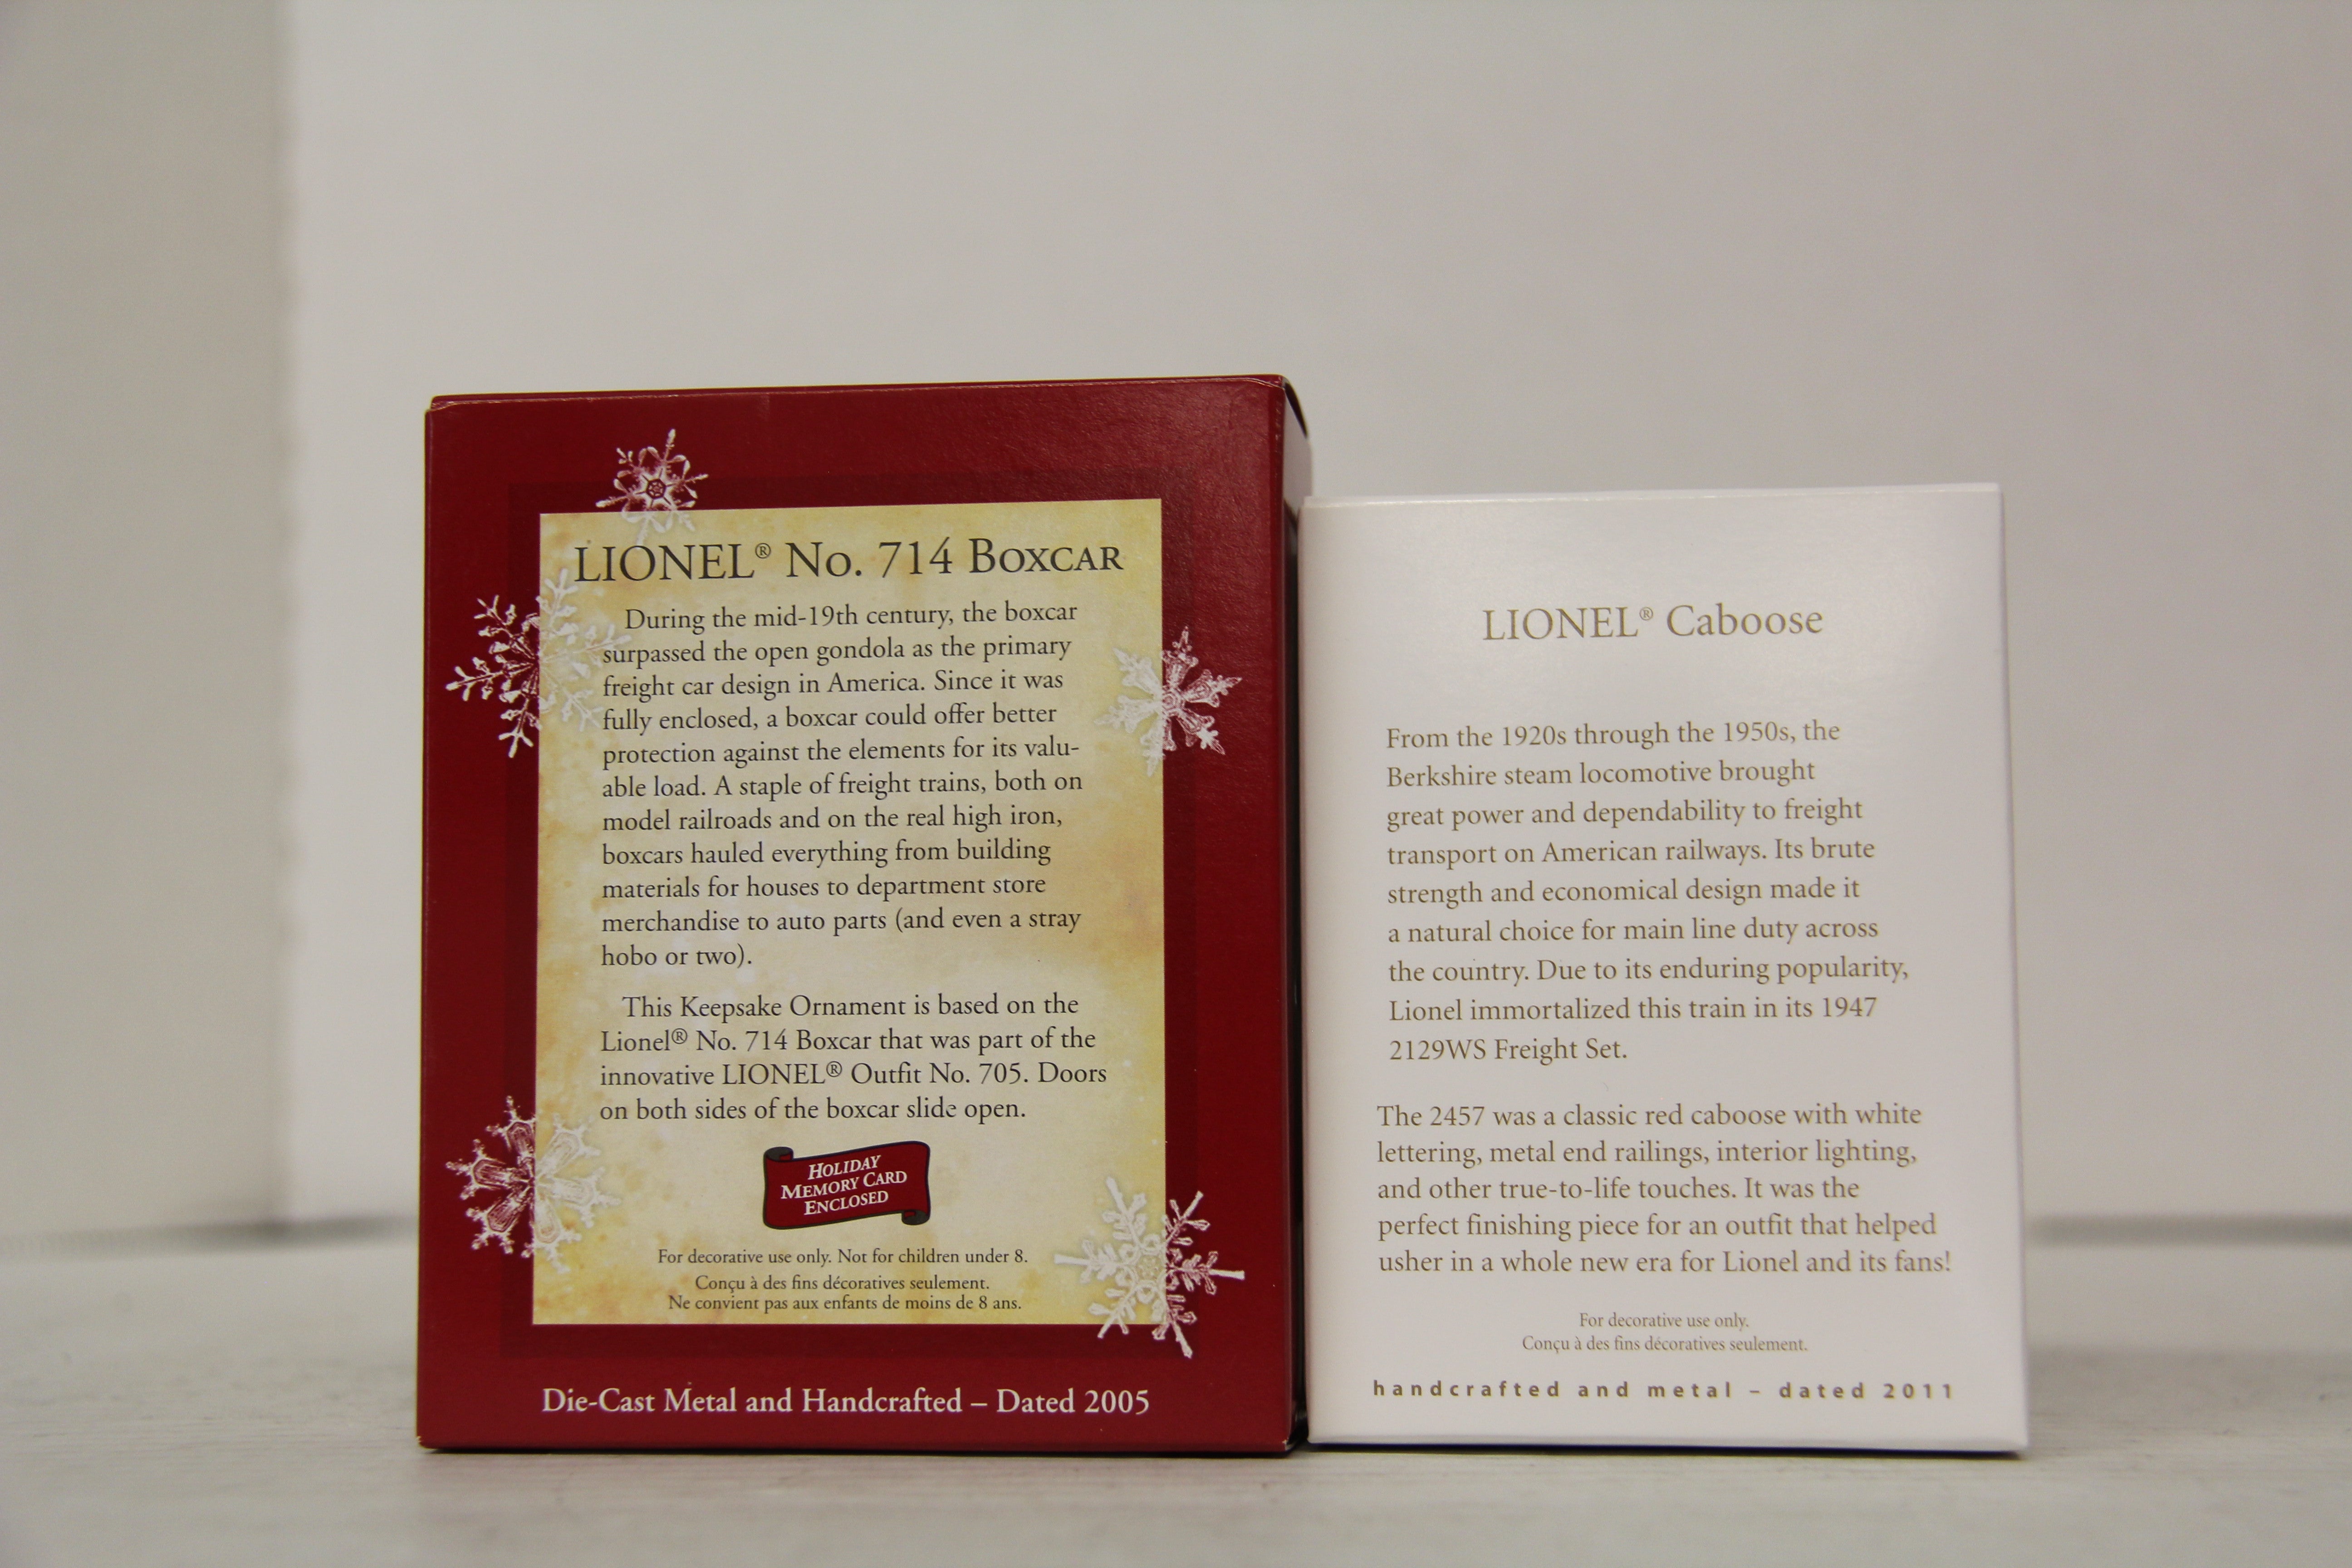 LIONEL® No. 714 Boxcar
During the mid-19th century, the boxcar
surpassed the open gondola as the primary
freight car design in America. Since it was
fully enclosed, a boxcar could offer better
protection against the elements for its valu-
able load. A staple of freight trains, both on
model railroads and on the real high iron,
boxcars hauled everything from building
materials for houses to department store
merchandise to auto parts (and even a stray
hobo or two).
This Keepsake Ornament is based on the
Lionel® No. 714 Boxcar that was part of the
innovative LIONEL® Outfit No. 705. Doors
on both sides of the boxcar slide open.
HOLIDAY
MEMORY CARD
ENCLOSED
For decorative use only. Not for children under 8.
Conçu à des fins décoratives seulement.
Ne convient pas aux enfants de moins de 8 ans.
Die-Cast Metal and Handcrafted – Dated 2005
LIONEL® Caboose
From the 1920s through the 1950s, the
Berkshire steam locomotive brought
great power and dependability to freight
transport on American railways. Its brute
strength and economical design made it
a natural choice for main line duty across
the country. Due to its enduring popularity,
Lionel immortalized this train in its 1947
2129WS Freight Set.
The 2457 was a classic red caboose with white
lettering, metal end railings, interior lighting,
and other true-to-life touches. It was the
perfect finishing piece for an outfit that helped
usher in a whole new era for Lionel and its fans!
For decorative use only.
Conçu à des fins décoratives seulement.
handcrafted and metal – dated 2011